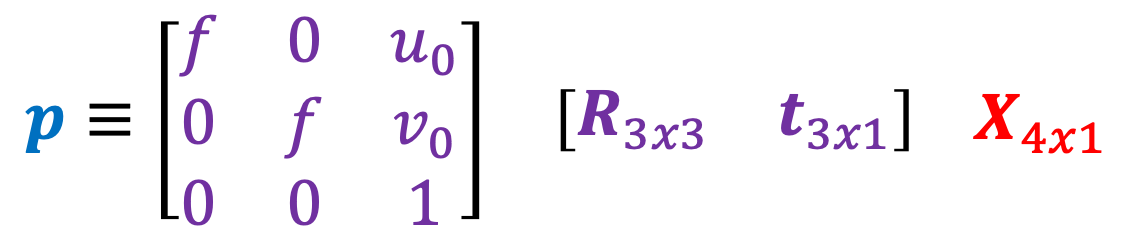 f 0 u₀
p ≡ 0 f v₀ [R₃ₓ₃ t₃ₓ₁] X₄ₓ₁
0 0 1